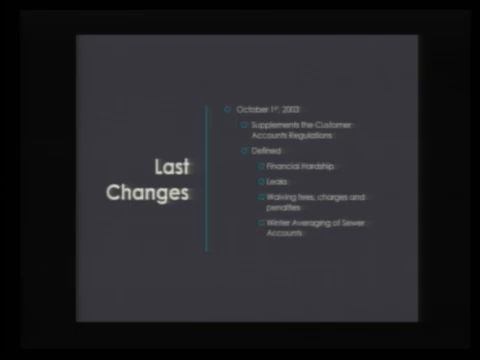 Last
Changes
October 1st, 2003
Supplements the Customer
Accounts Regulations
Defined:
Financial Hardship
Leaks
Waiving fees, charges and
penalties
Winter Averaging of Sewer
Accounts